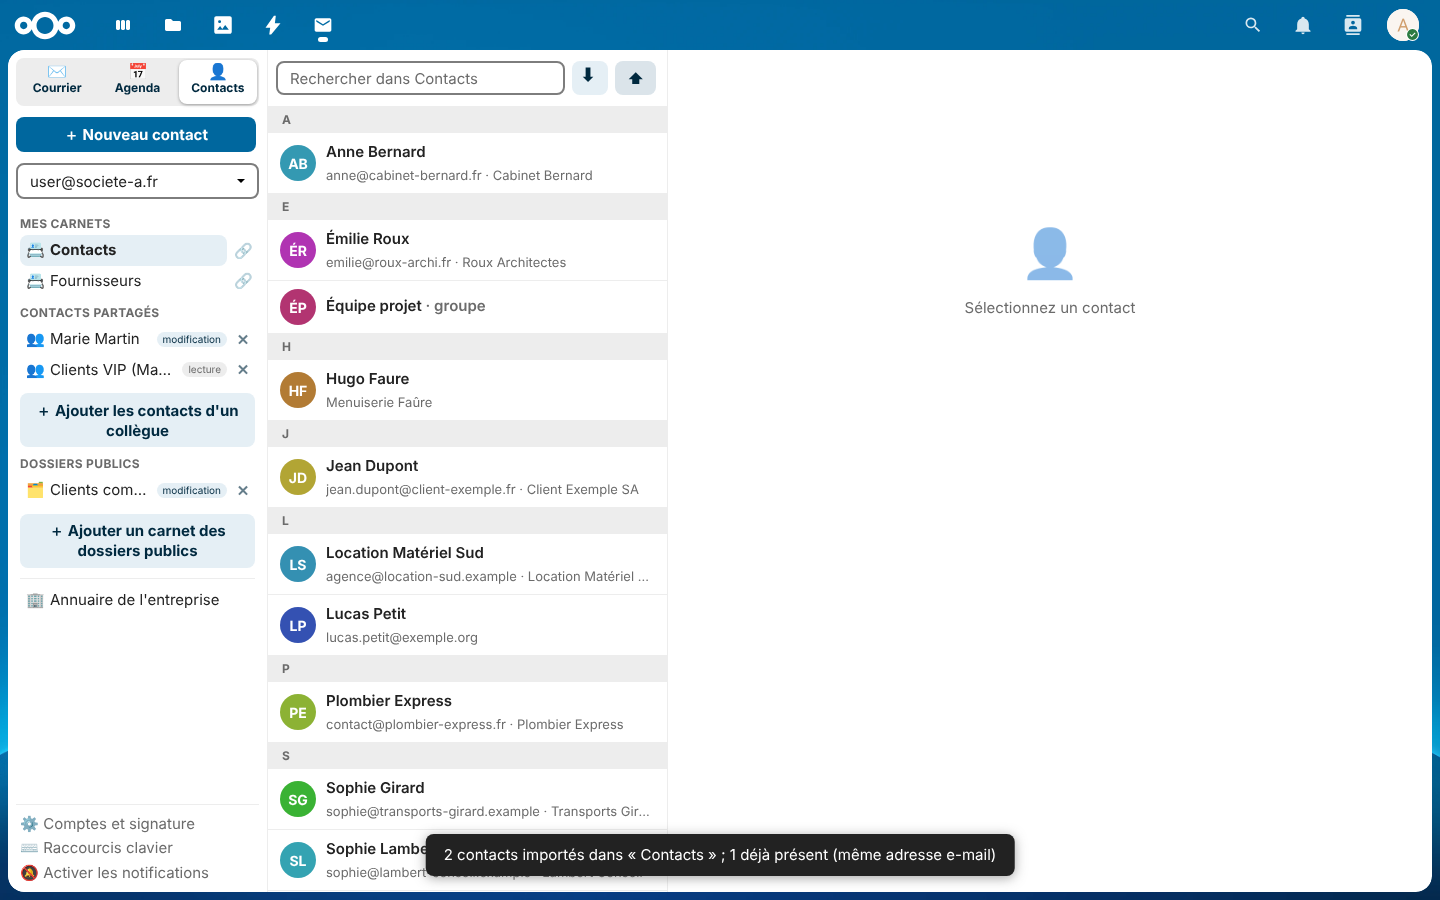 A
Courrier
Agenda
Contacts
+ Nouveau contact
user@societe-a.fr
MES CARNETS
Contacts
Fournisseurs
CONTACTS PARTAGÉS
Marie Martin modification ✕
Clients VIP (Ma... lecture ✕
+ Ajouter les contacts d'un
collègue
DOSSIERS PUBLICS
Clients com... modification ✕
+ Ajouter un carnet des
dossiers publics
Annuaire de l'entreprise
Comptes et signature
Raccourcis clavier
Activer les notifications
Rechercher dans Contacts
A
AB
Anne Bernard
anne@cabinet-bernard.fr · Cabinet Bernard
E
ÉR
Émilie Roux
emilie@roux-archi.fr · Roux Architectes
ÉP
Équipe projet · groupe
H
HF
Hugo Faure
Menuiserie Faûre
J
JD
Jean Dupont
jean.dupont@client-exemple.fr · Client Exemple SA
L
LS
Location Matériel Sud
agence@location-sud.example · Location Matériel ...
LP
Lucas Petit
lucas.petit@exemple.org
P
PE
Plombier Express
contact@plombier-express.fr · Plombier Express
S
SG
Sophie Girard
sophie@transports-girard.example · Transports Gir...
SL
Sophie Lambe
Sélectionnez un contact
2 contacts importés dans « Contacts » ; 1 déjà présent (même adresse e-mail)